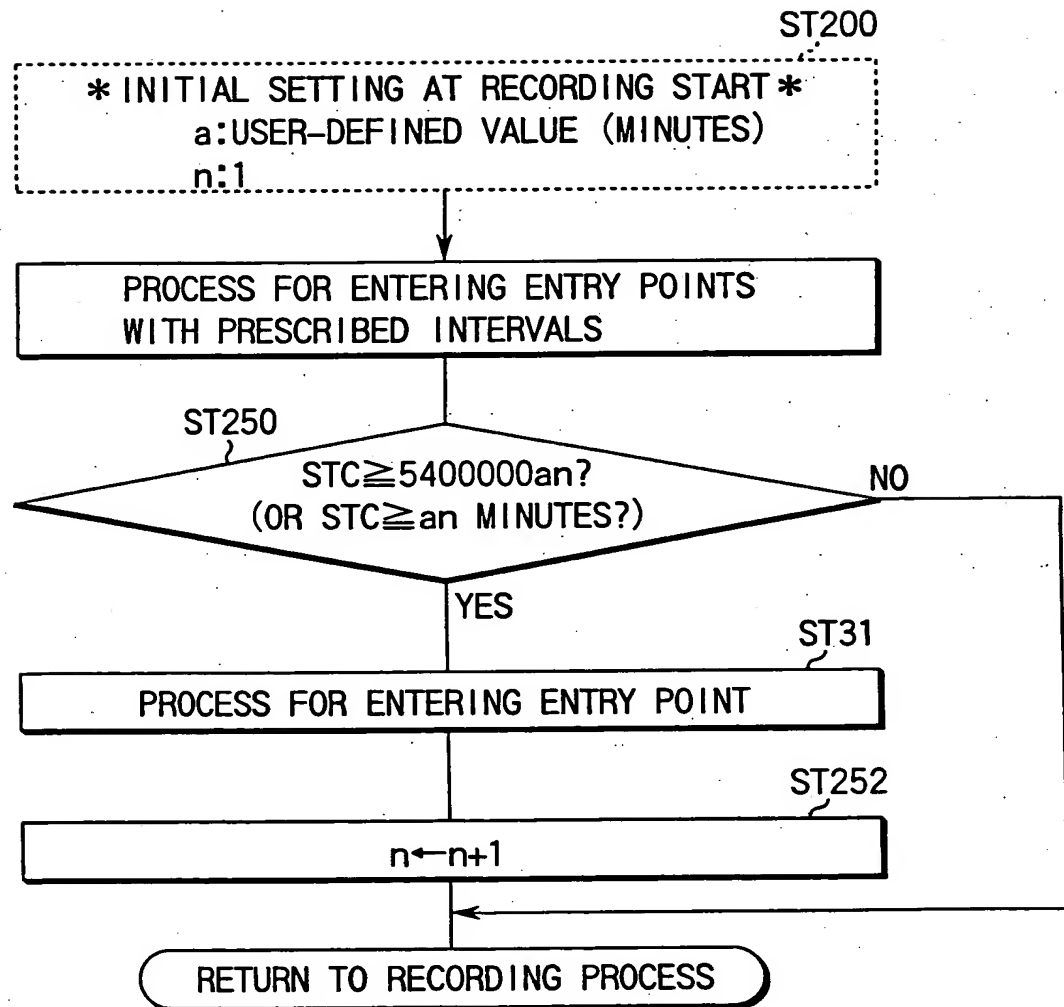 ST200
*INITIAL SETTING AT RECORDING START*
a:USER-DEFINED VALUE (MINUTES)
n:1
PROCESS FOR ENTERING ENTRY POINTS
WITH PRESCRIBED INTERVALS
ST250
STC≧5400000an?
(OR STC≧an MINUTES?)
NO
YES
ST31
PROCESS FOR ENTERING ENTRY POINT
ST252
n←n+1
RETURN TO RECORDING PROCESS